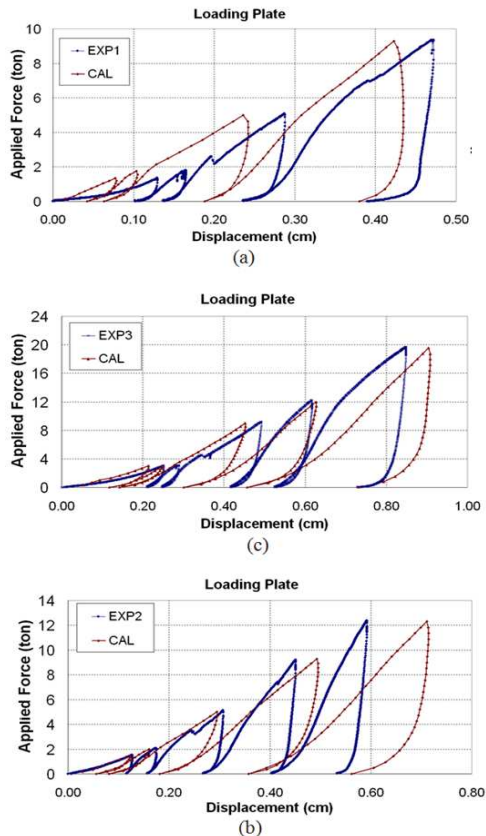 Loading Plate
Applied Force (ton)
10
8
6
4
2
0
EXP1
CAL
0.00 0.10 0.20 0.30 0.40 0.50
Displacement (cm)
(a)
Loading Plate
Applied Force (ton)
24
20
16
12
8
4
0
EXP3
CAL
0.00 0.20 0.40 0.60 0.80 1.00
Displacement (cm)
(c)
Loading Plate
Applied Force (ton)
14
12
10
8
6
4
2
0
EXP2
CAL
0.00 0.20 0.40 0.60 0.80
Displacement (cm)
(b)